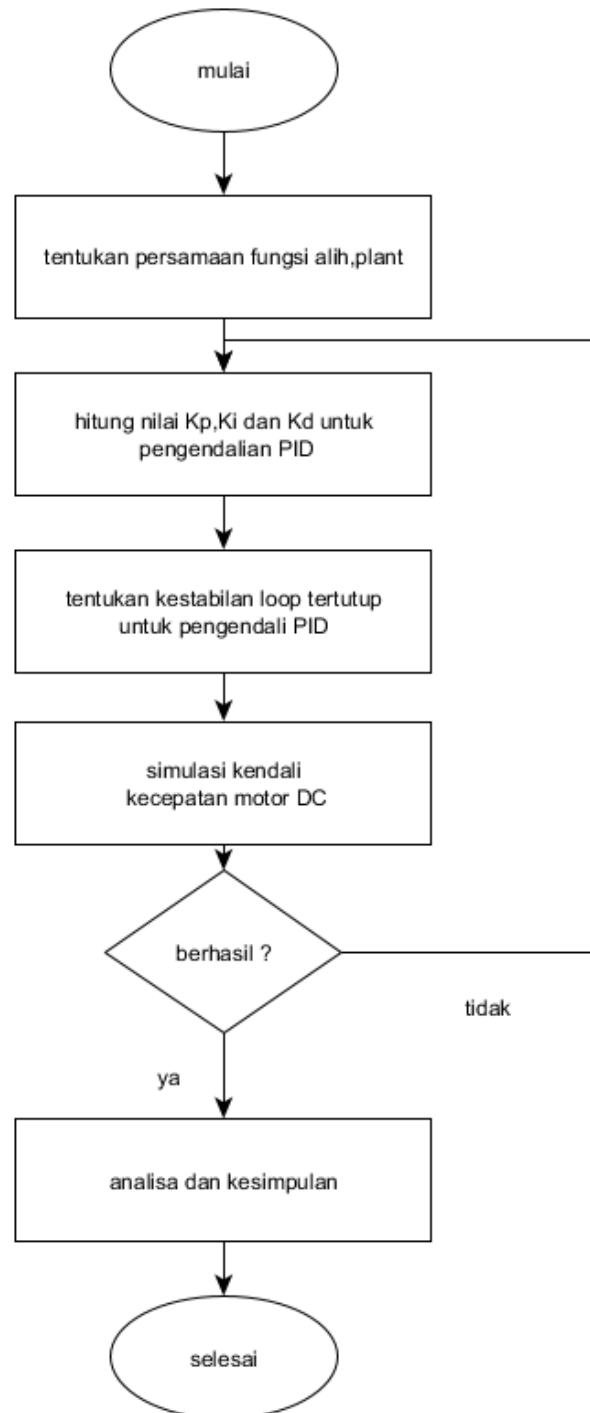 mulai
tentukan persamaan fungsi alih,plant
hitung nilai Kp,Ki dan Kd untuk
pengendalian PID
tentukan kestabilan loop tertutup
untuk pengendali PID
simulasi kendali
kecepatan motor DC
berhasil ?
tidak
ya
analisa dan kesimpulan
selesai